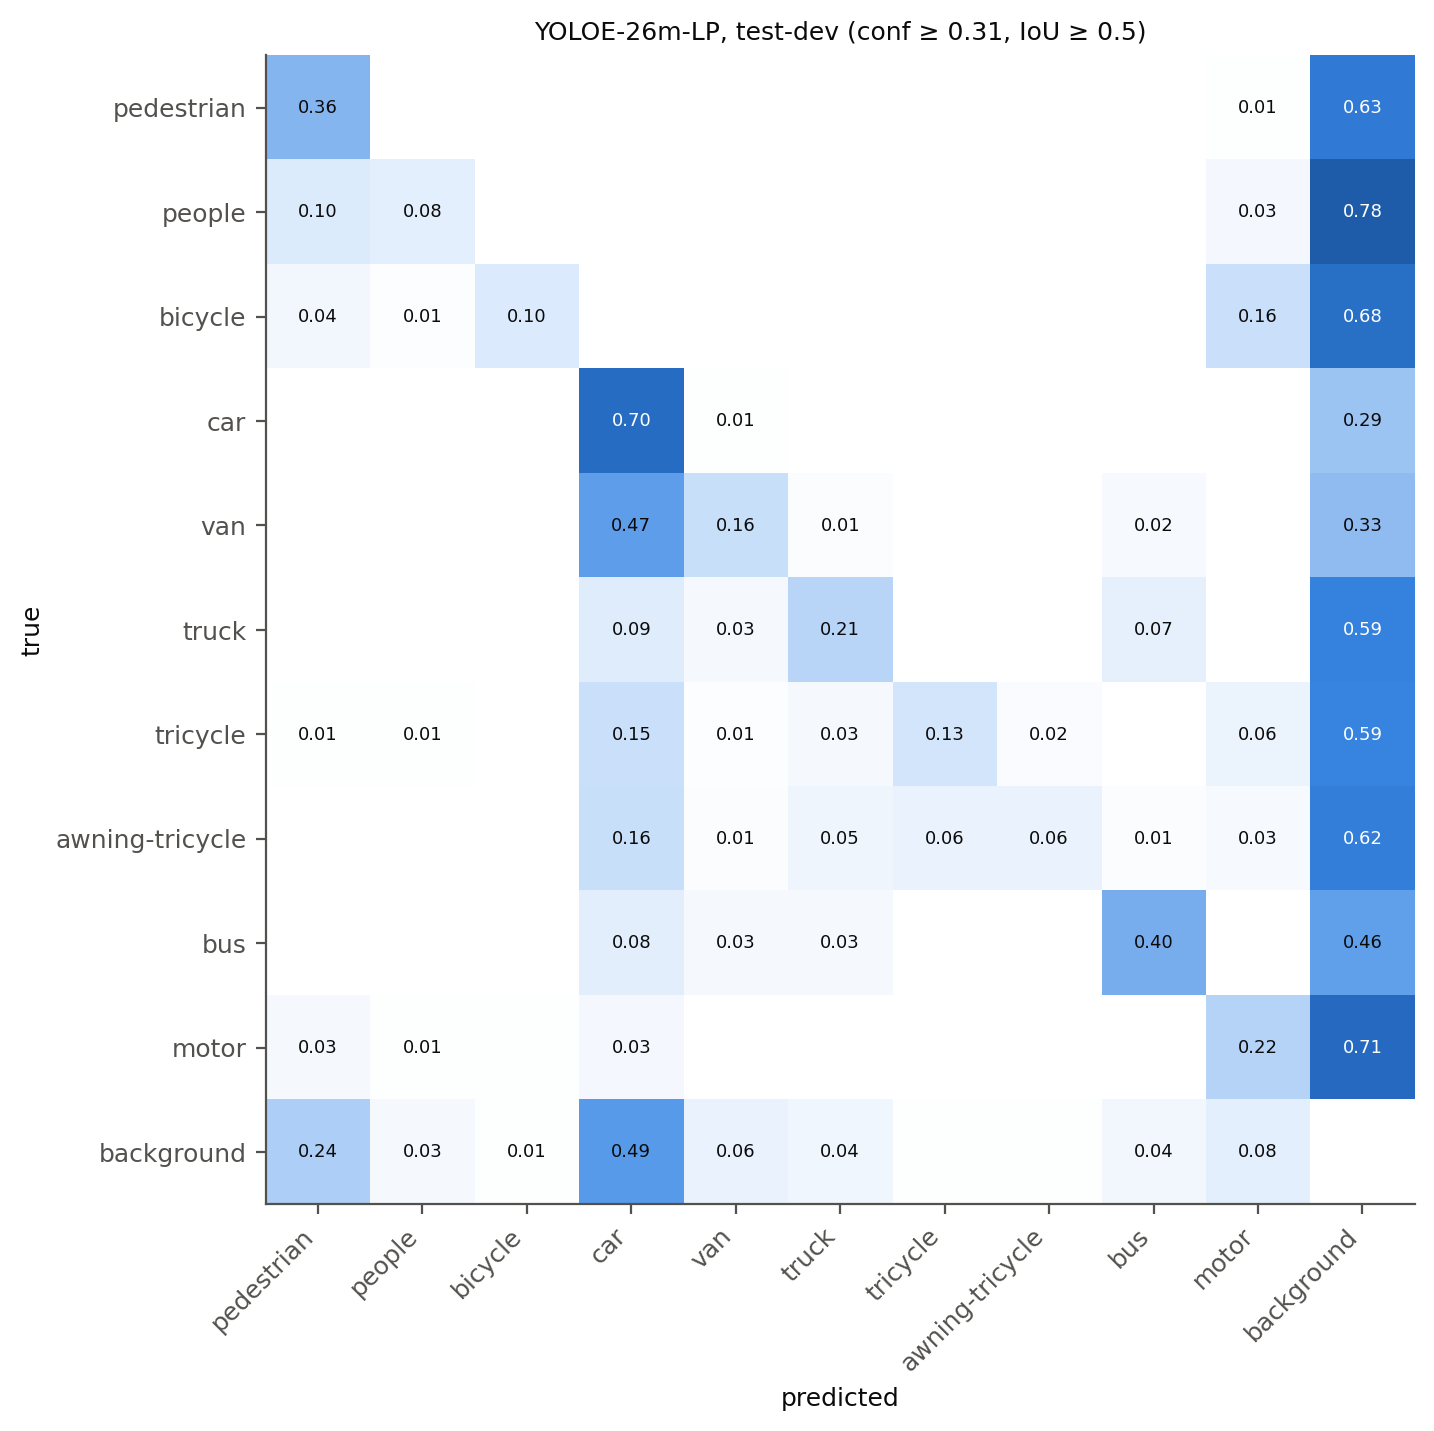 YOLOE-26m-LP, test-dev (conf ≥ 0.31, IoU ≥ 0.5)
pedestrian 0.36 0.01 0.63
people 0.10 0.08 0.03 0.78
bicycle 0.04 0.01 0.10 0.16 0.68
car 0.70 0.01 0.29
van 0.47 0.16 0.01 0.02 0.33
true
truck 0.09 0.03 0.21 0.07 0.59
tricycle 0.01 0.01 0.15 0.01 0.03 0.13 0.02 0.06 0.59
awning-tricycle 0.16 0.01 0.05 0.06 0.06 0.01 0.03 0.62
bus 0.08 0.03 0.03 0.40 0.46
motor 0.03 0.01 0.03 0.22 0.71
background 0.24 0.03 0.01 0.49 0.06 0.04 0.04 0.08
pedestrian people bicycle car van truck tricycle awning-tricycle bus motor background
predicted